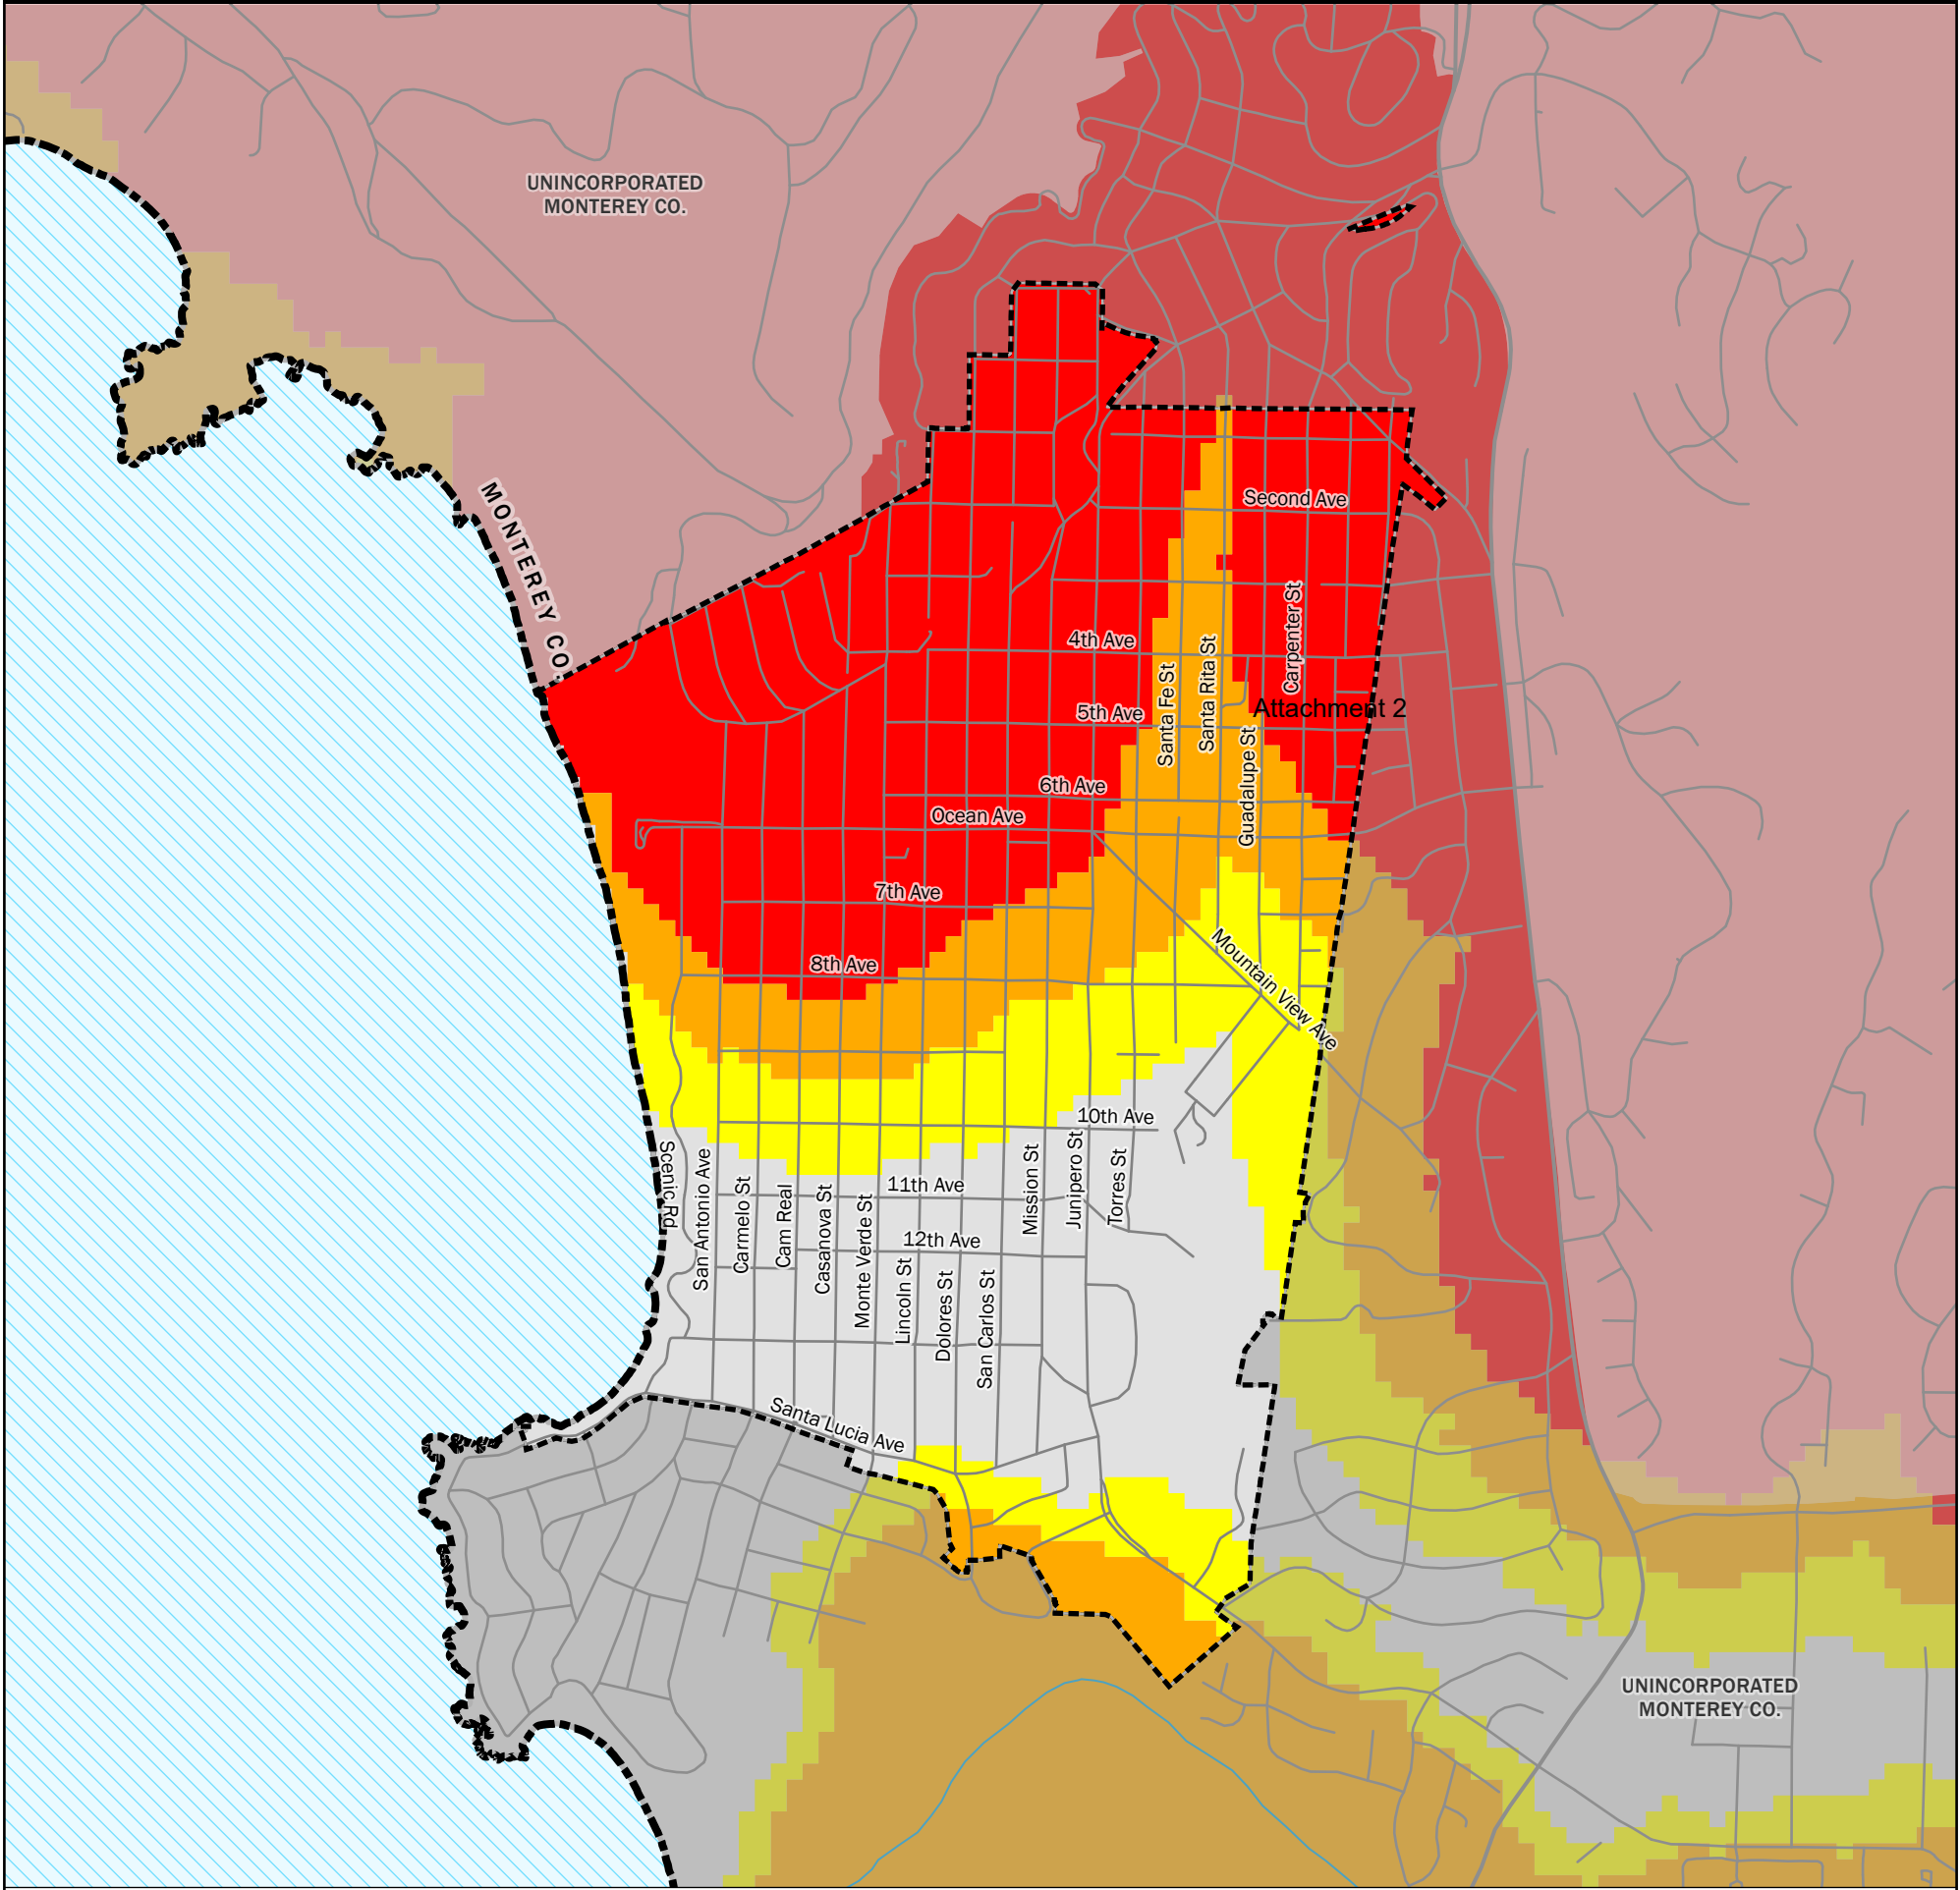 UNINCORPORATED
MONTEREY CO.
MONTEREY CO.
Second Ave
Carpenter St
4th Ave
Santa Rita St
Santa Fe St
5th Ave
Attachment 2
Guadalupe St
6th Ave
Ocean Ave
7th Ave
8th Ave
Mountain View Ave
10th Ave
Scenic Rd
San Antonio Ave
Carmelo St
Cam Real
Casanova St
Monte Verde St
11th Ave
Mission St
Junipero St
Torres St
12th Ave
Lincoln St
Dolores St
San Carlos St
Santa Lucia Ave
UNINCORPORATED
MONTEREY CO.